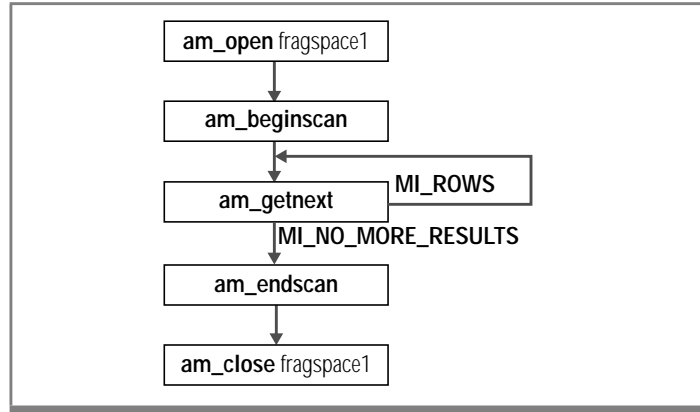 am_open fragspace1
am_beginscan
MI_ROWS
am_getnext
MI_NO_MORE_RESULTS
am_endscan
am_close fragspace1